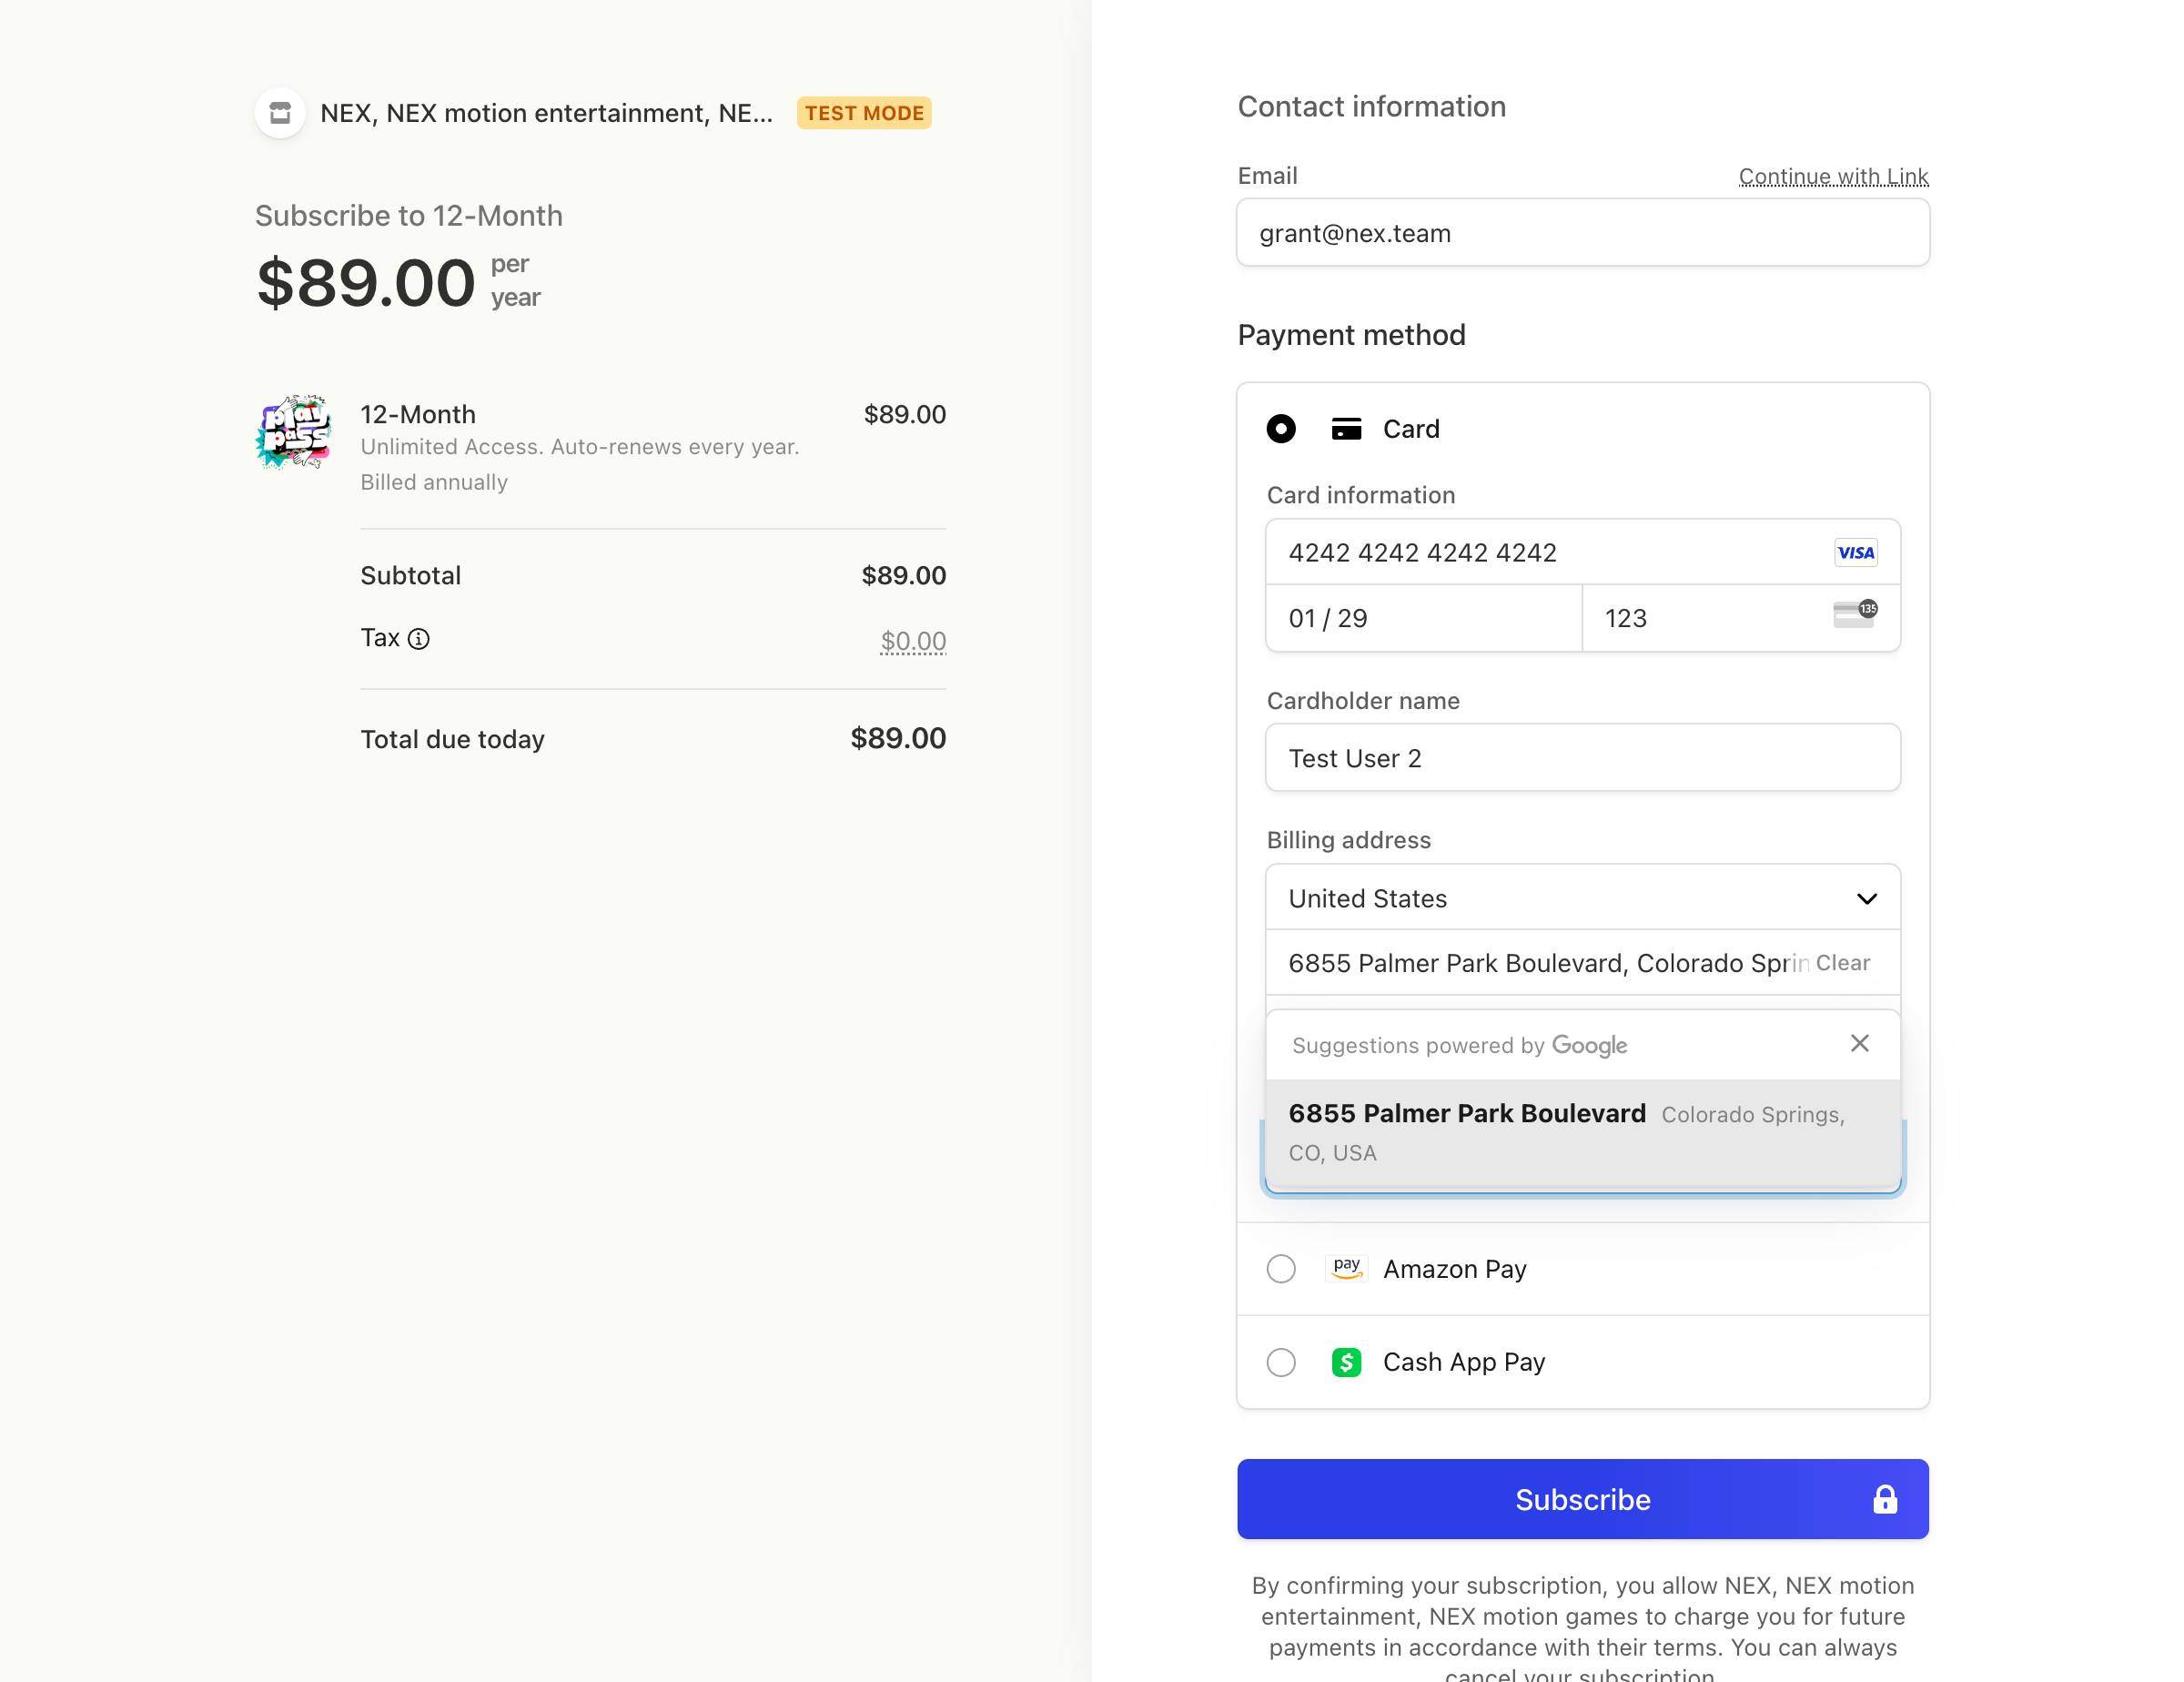 NEX, NEX motion entertainment, NE...
TEST MODE
Subscribe to 12-Month
$89.00 per year
play pass
12-Month $89.00
Unlimited Access. Auto-renews every year.
Billed annually
Subtotal $89.00
Tax $0.00
Total due today $89.00
Contact information
Email Continue with Link
grant@nex.team
Payment method
Card
Card information
4242 4242 4242 4242 VISA
01 / 29 123 135
Cardholder name
Test User 2
Billing address
United States
6855 Palmer Park Boulevard, Colorado Sprin Clear
Suggestions powered by Google
6855 Palmer Park Boulevard Colorado Springs,
CO, USA
pay Amazon Pay
$ Cash App Pay
Subscribe
By confirming your subscription, you allow NEX, NEX motion
entertainment, NEX motion games to charge you for future
payments in accordance with their terms. You can always
cancel your subscription.